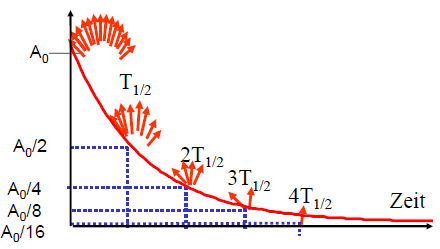 A₀
T₁/₂
A₀/2
2T₁/₂
A₀/4
3T₁/₂
A₀/8
4T₁/₂
Zeit
A₀/16